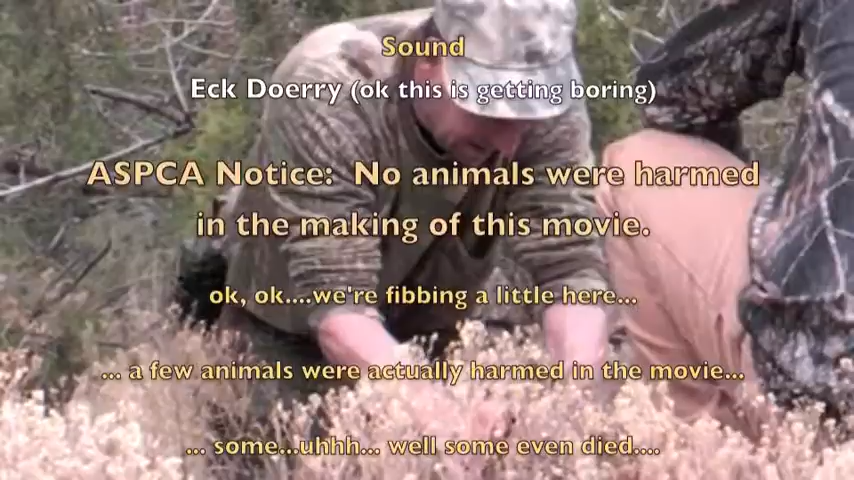 Sound
Eck Doerry (ok this is getting boring)
ASPCA Notice: No animals were harmed
in the making of this movie.
ok, ok....we're fibbing a little here...
... a few animals were actually harmed in the movie...
... some...uhhh... well some even died....